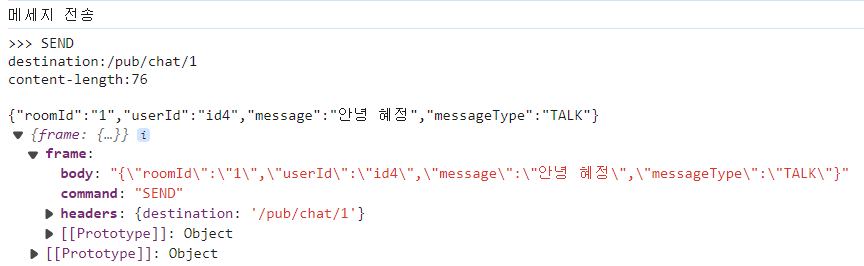 메세지 전송
>>> SEND
destination:/pub/chat/1
content-length:76
{"roomId":"1","userId":"id4","message":"안녕 혜정","messageType":"TALK"}
▼ {frame: {…}} i
▼ frame:
body: "{\"roomId\":\"1\",\"userId\":\"id4\",\"message\":\"안녕 혜정\",\"messageType\":\"TALK\"}"
command: "SEND"
▶ headers: {destination: '/pub/chat/1'}
▶ [[Prototype]]: Object
▶ [[Prototype]]: Object